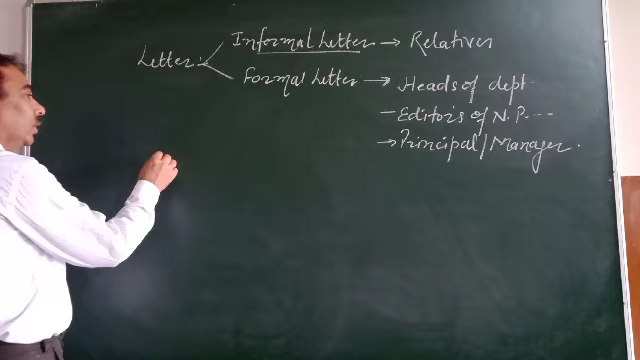 Informal Letter → Relatives
Letter:
Formal Letter → Heads of dept
- Editors of N.P....
→ Principal/Manager.